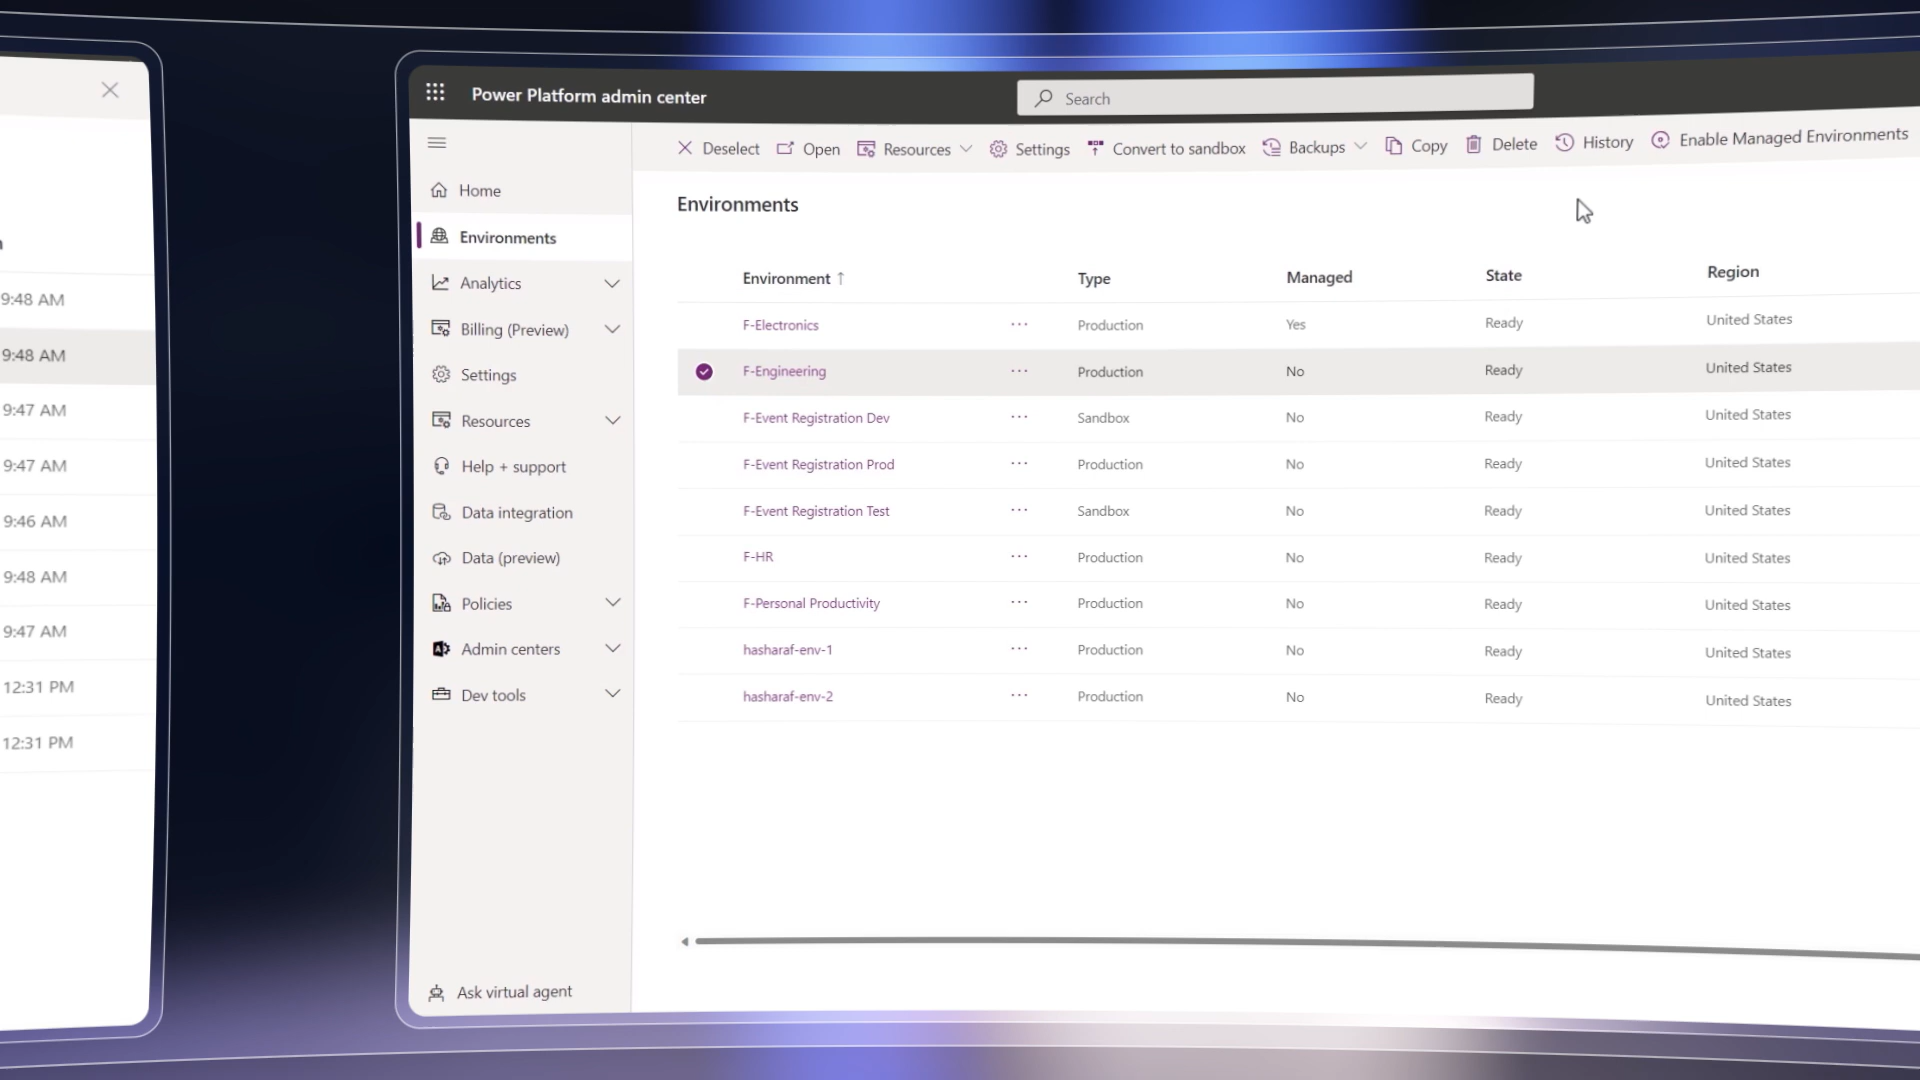 9:48 AM
9:48 AM
9:47 AM
9:47 AM
9:46 AM
9:48 AM
9:47 AM
12:31 PM
12:31 PM
Power Platform admin center
Search
Home
Environments
Analytics
Billing (Preview)
Settings
Resources
Help + support
Data integration
Data (preview)
Policies
Admin centers
Dev tools
Ask virtual agent
Deselect Open Resources Settings Convert to sandbox Backups Copy Delete History Enable Managed Environments
Environments
Environment ↑ Type Managed State Region
F-Electronics ... Production Yes Ready United States
F-Engineering ... Production No Ready United States
F-Event Registration Dev ... Sandbox No Ready United States
F-Event Registration Prod ... Production No Ready United States
F-Event Registration Test ... Sandbox No Ready United States
F-HR ... Production No Ready United States
F-Personal Productivity ... Production No Ready United States
hasharaf-env-1 ... Production No Ready United States
hasharaf-env-2 ... Production No Ready United States